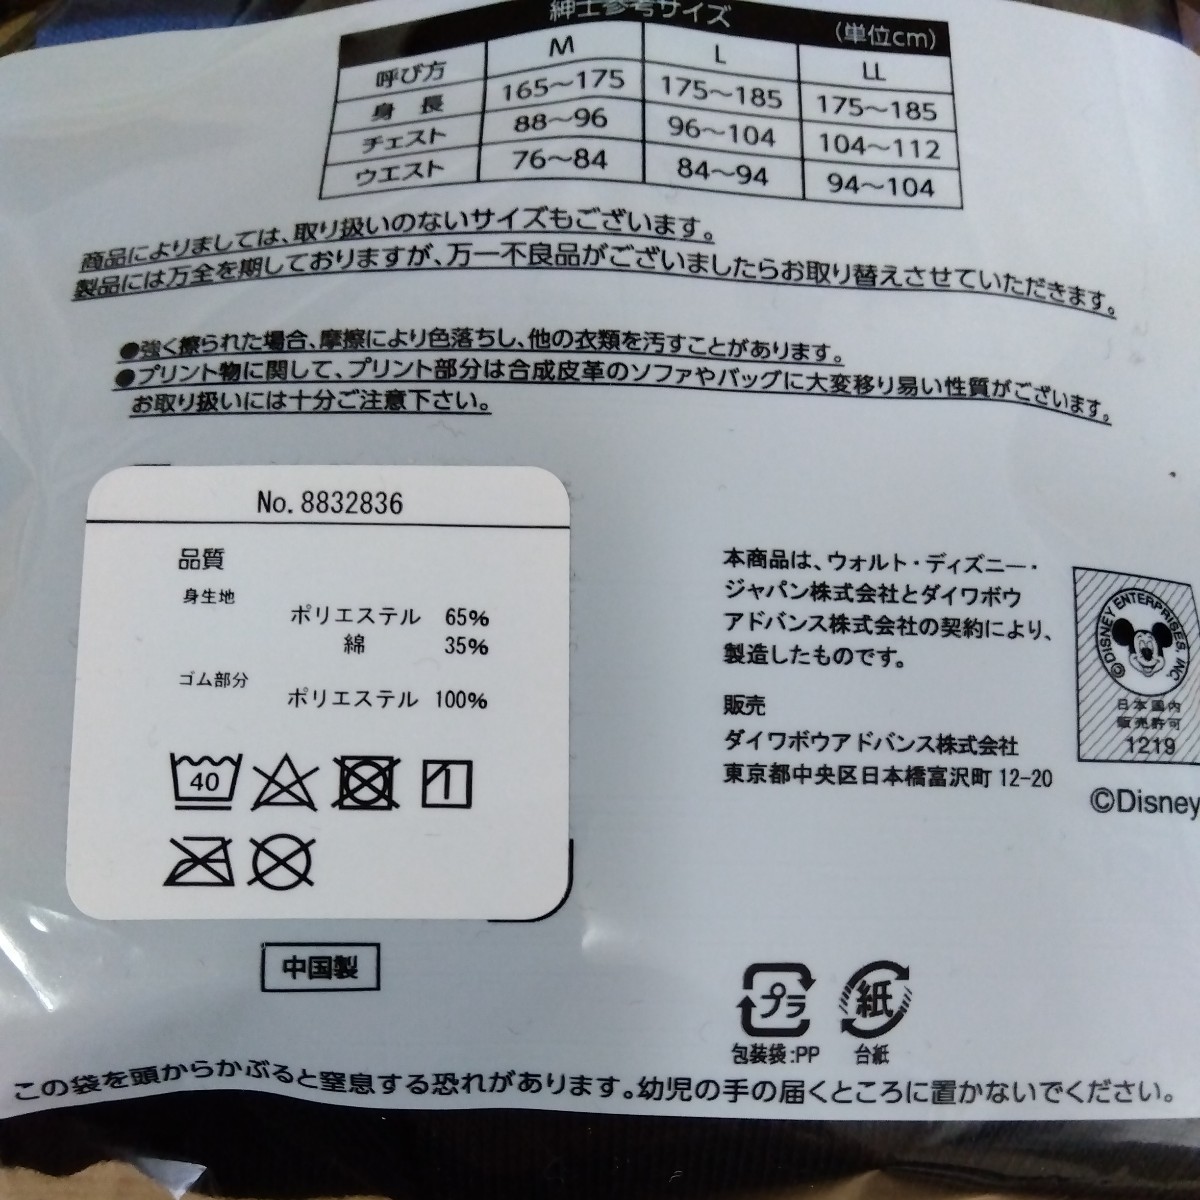 紳士参考サイズ
(単位cm)
呼び方 M L LL
身長 165〜175 175〜185 175〜185
チェスト 88〜96 96〜104 104〜112
ウエスト 76〜84 84〜94 94〜104
商品によりましては、取り扱いのないサイズもございます。
製品には万全を期しておりますが、万一不良品がございましたらお取り替えさせていただきます。
●強く擦られた場合、摩擦により色落ちし、他の衣類を汚すことがあります。
●プリント物に関して、プリント部分は合成皮革のソファやバッグに大変移り易い性質がございます。
お取り扱いには十分ご注意下さい。
No.8832836
品質
身生地
ポリエステル 65%
綿 35%
ゴム部分
ポリエステル 100%
40
中国製
本商品は、ウォルト・ディズニー・
ジャパン株式会社とダイワボウ
アドバンス株式会社の契約により、
製造したものです。
販売
ダイワボウアドバンス株式会社
東京都中央区日本橋富沢町 12-20
©DISNEY ENTERPRISES, INC.
日本国内
販売許可
1219
©Disney
プラ
紙
包装袋:PP
台紙
この袋を頭からかぶると窒息する恐れがあります。幼児の手の届くところに置かないでください。